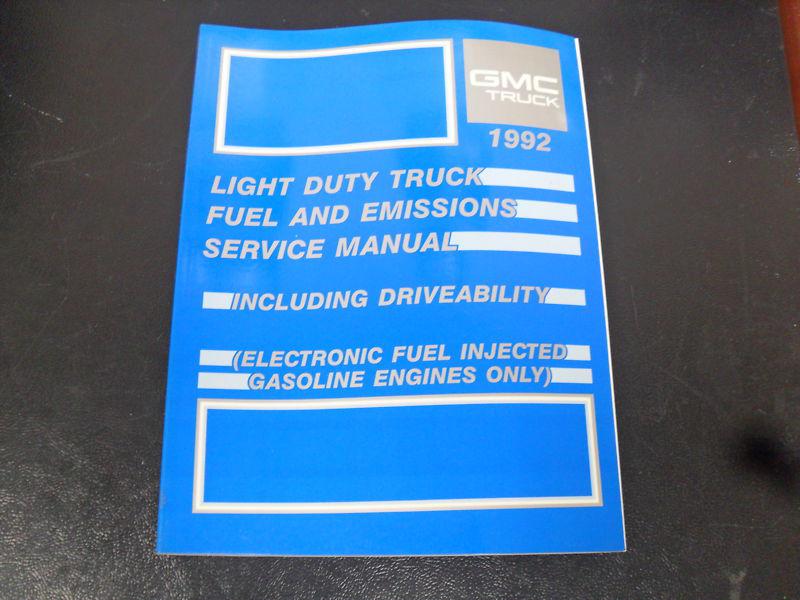 GMC
TRUCK
1992
LIGHT DUTY TRUCK
FUEL AND EMISSIONS
SERVICE MANUAL
INCLUDING DRIVEABILITY
(ELECTRONIC FUEL INJECTED
GASOLINE ENGINES ONLY)